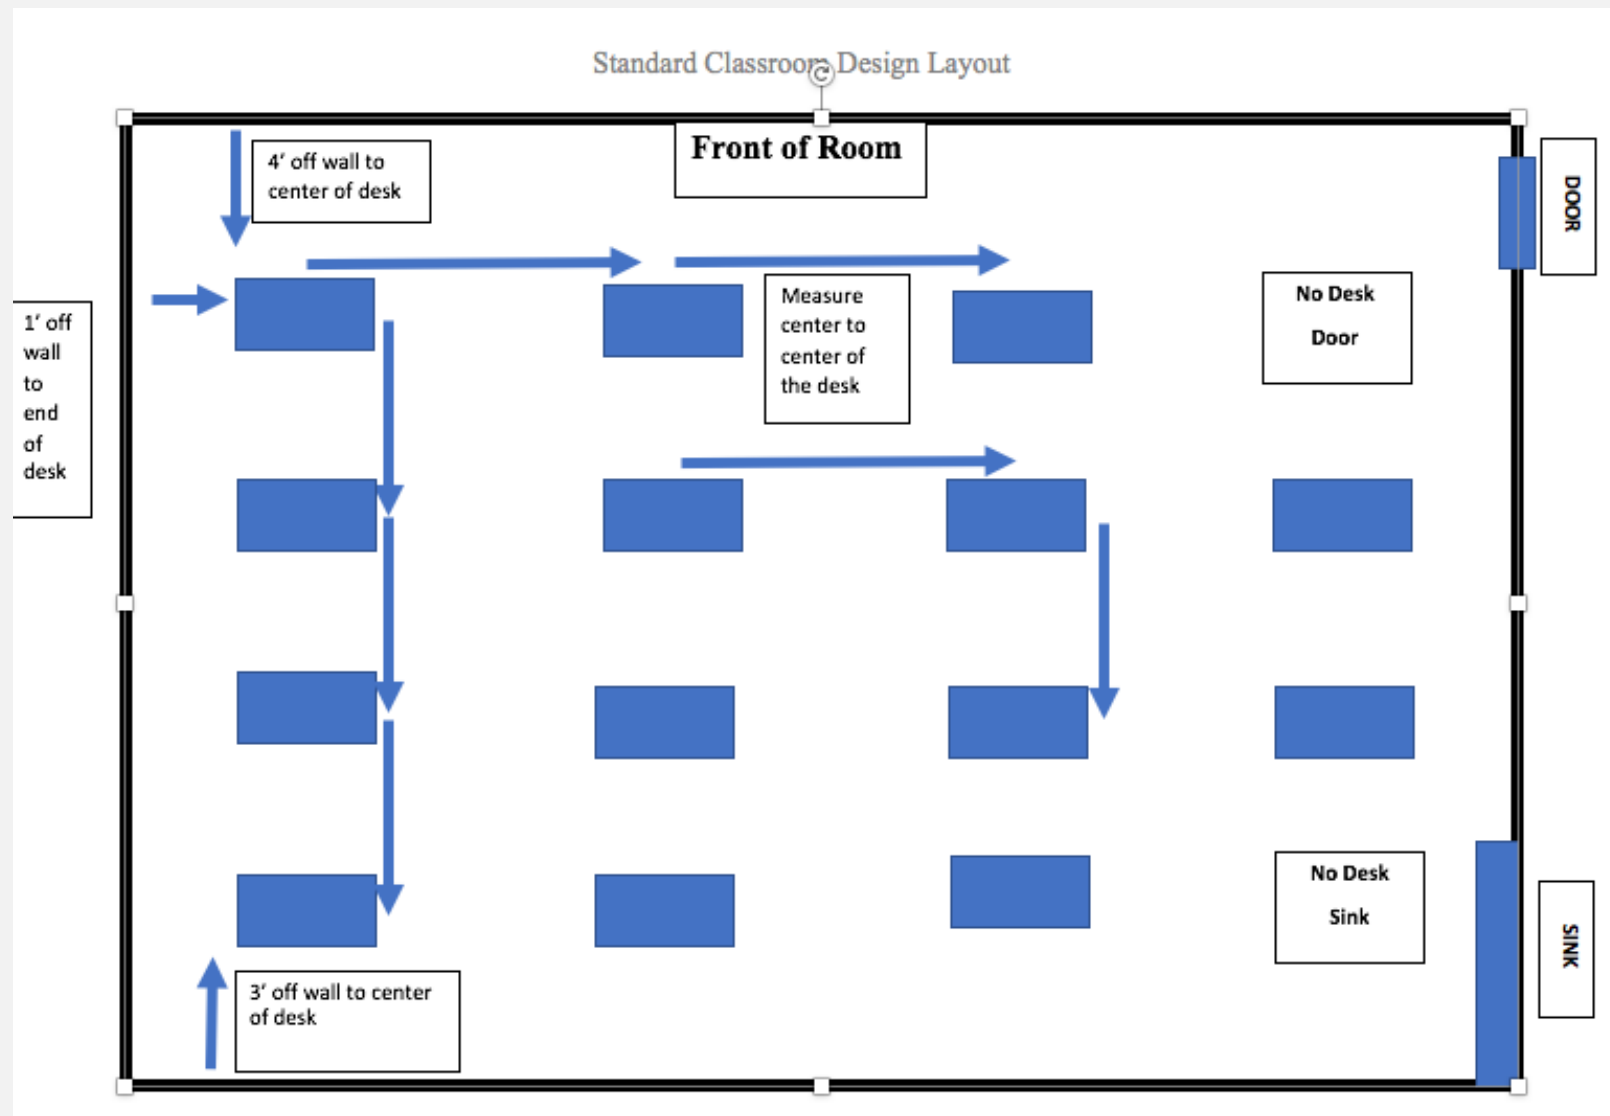 Standard Classroom Design Layout
Front of Room
4' off wall to
center of desk
DOOR
1' off
wall
to
end
of
desk
Measure
center to
center of
the desk
No Desk
Door
No Desk
Sink
SINK
3' off wall to center
of desk